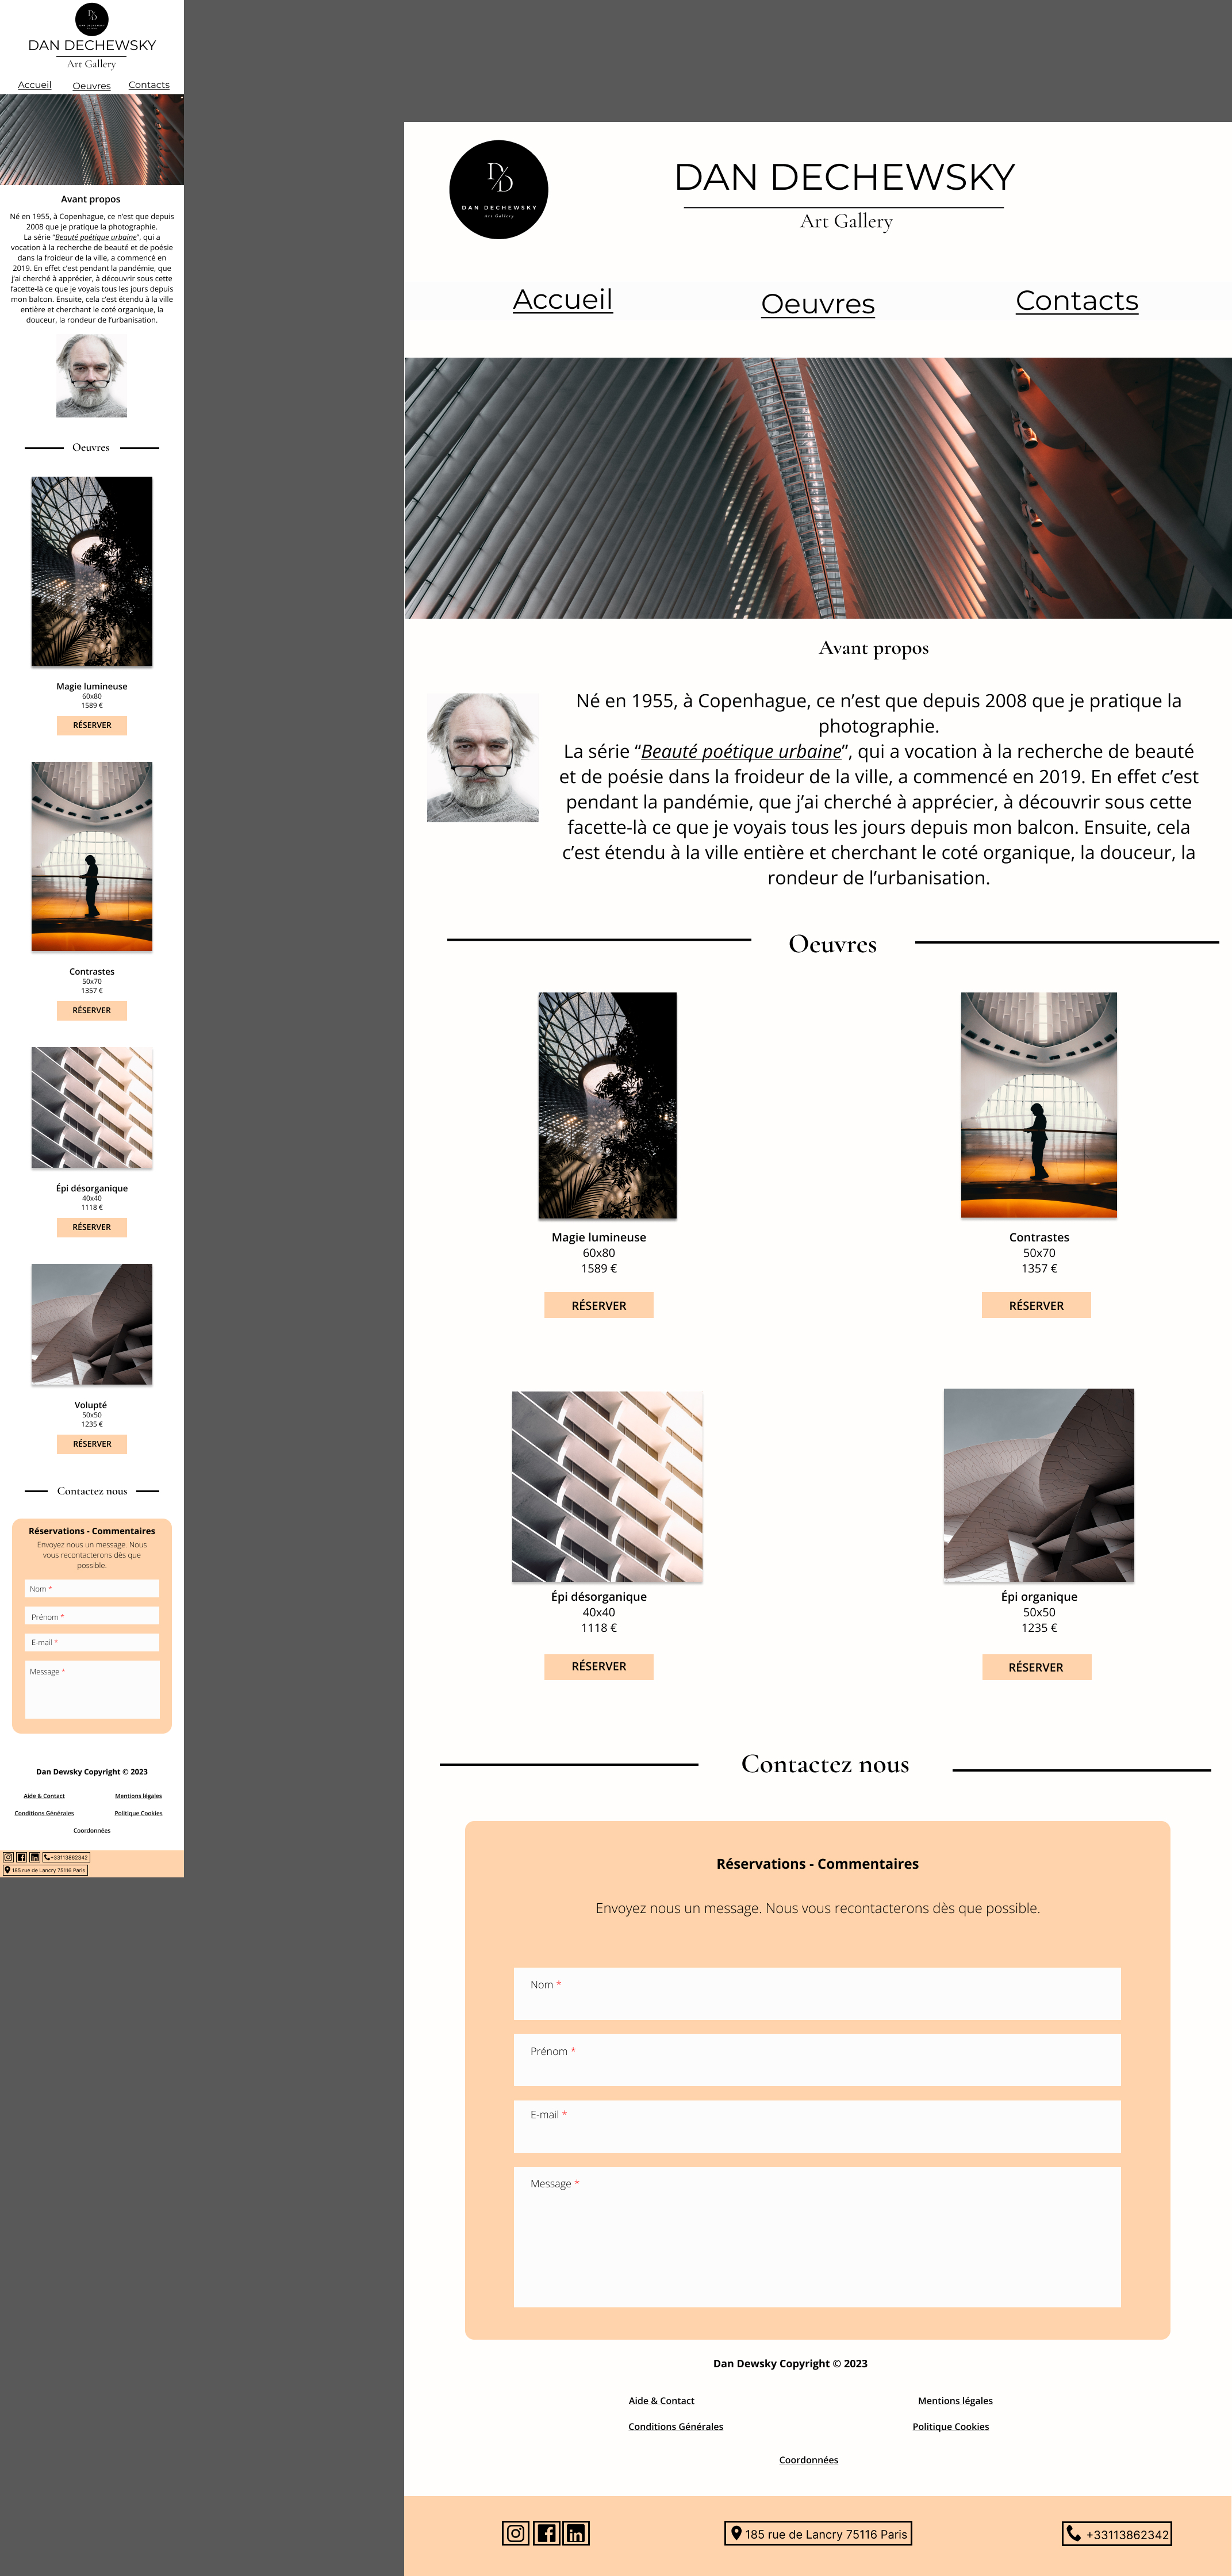 DAN DECHEWSKY
Art Gallery
Accueil Oeuvres Contacts
Avant propos
Né en 1955, à Copenhague, ce n’est que depuis
2008 que je pratique la photographie.
La série “Beauté poétique urbaine”, qui a
vocation à la recherche de beauté et de poésie
dans la froideur de la ville, a commencé en
2019. En effet c’est pendant la pandémie, que
j’ai cherché à apprécier, à découvrir sous cette
facette-là ce que je voyais tous les jours depuis
mon balcon. Ensuite, cela c’est étendu à la ville
entière et cherchant le coté organique, la
douceur, la rondeur de l’urbanisation.
Oeuvres
Magie lumineuse
60x80
1589 €
RÉSERVER
Contrastes
50x70
1357 €
RÉSERVER
Épi désorganique
40x40
1118 €
RÉSERVER
Volupté
50x50
1235 €
RÉSERVER
Contactez nous
Réservations - Commentaires
Envoyez nous un message. Nous
vous recontacterons dès que
possible.
Nom *
Prénom *
E-mail *
Message *
Dan Dewsky Copyright © 2023
Aide & Contact Mentions légales
Conditions Générales Politique Cookies
Coordonnées
+33113862342
185 rue de Lancry 75116 Paris
D/D
DAN DECHEWSKY
Art Gallery
DAN DECHEWSKY
Art Gallery
Accueil Oeuvres Contacts
Avant propos
Né en 1955, à Copenhague, ce n’est que depuis 2008 que je pratique la
photographie.
La série “Beauté poétique urbaine”, qui a vocation à la recherche de beauté
et de poésie dans la froideur de la ville, a commencé en 2019. En effet c’est
pendant la pandémie, que j’ai cherché à apprécier, à découvrir sous cette
facette-là ce que je voyais tous les jours depuis mon balcon. Ensuite, cela
c’est étendu à la ville entière et cherchant le coté organique, la douceur, la
rondeur de l’urbanisation.
Oeuvres
Magie lumineuse
60x80
1589 €
RÉSERVER
Contrastes
50x70
1357 €
RÉSERVER
Épi désorganique
40x40
1118 €
RÉSERVER
Épi organique
50x50
1235 €
RÉSERVER
Contactez nous
Réservations - Commentaires
Envoyez nous un message. Nous vous recontacterons dès que possible.
Nom *
Prénom *
E-mail *
Message *
Dan Dewsky Copyright © 2023
Aide & Contact Mentions légales
Conditions Générales Politique Cookies
Coordonnées
185 rue de Lancry 75116 Paris
+33113862342